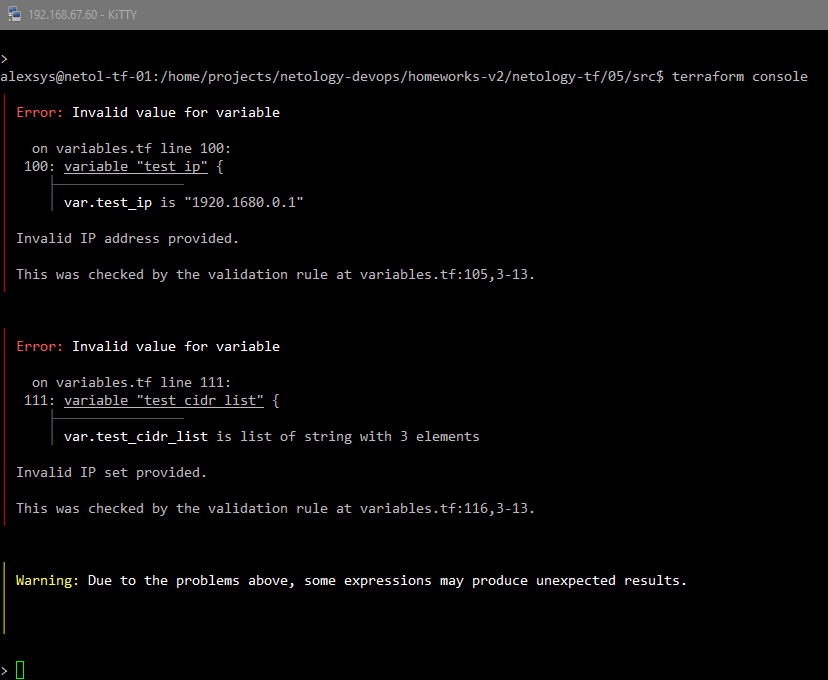 192.168.67.60 - KiTTY
>
alexsys@netol-tf-01:/home/projects/netology-devops/homeworks-v2/netology-tf/05/src$ terraform console
Error: Invalid value for variable
on variables.tf line 100:
100: variable "test_ip" {
var.test_ip is "1920.1680.0.1"
Invalid IP address provided.
This was checked by the validation rule at variables.tf:105,3-13.
Error: Invalid value for variable
on variables.tf line 111:
111: variable "test_cidr_list" {
var.test_cidr_list is list of string with 3 elements
Invalid IP set provided.
This was checked by the validation rule at variables.tf:116,3-13.
Warning: Due to the problems above, some expressions may produce unexpected results.
>